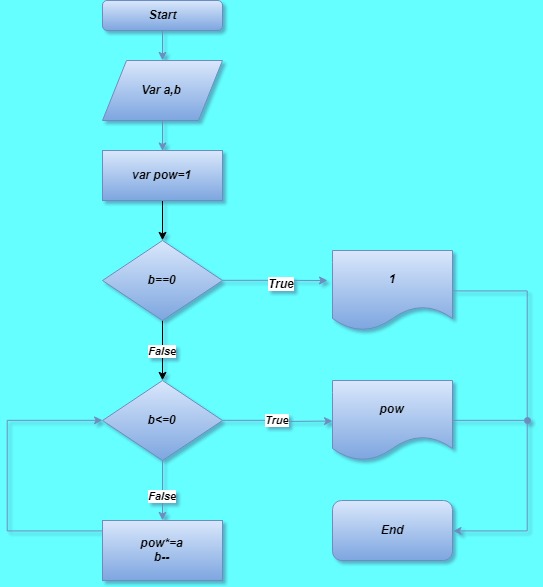 Start
Var a,b
var pow=1
b==0
True
1
False
b<=0
True
pow
False
pow*=a
b--
End